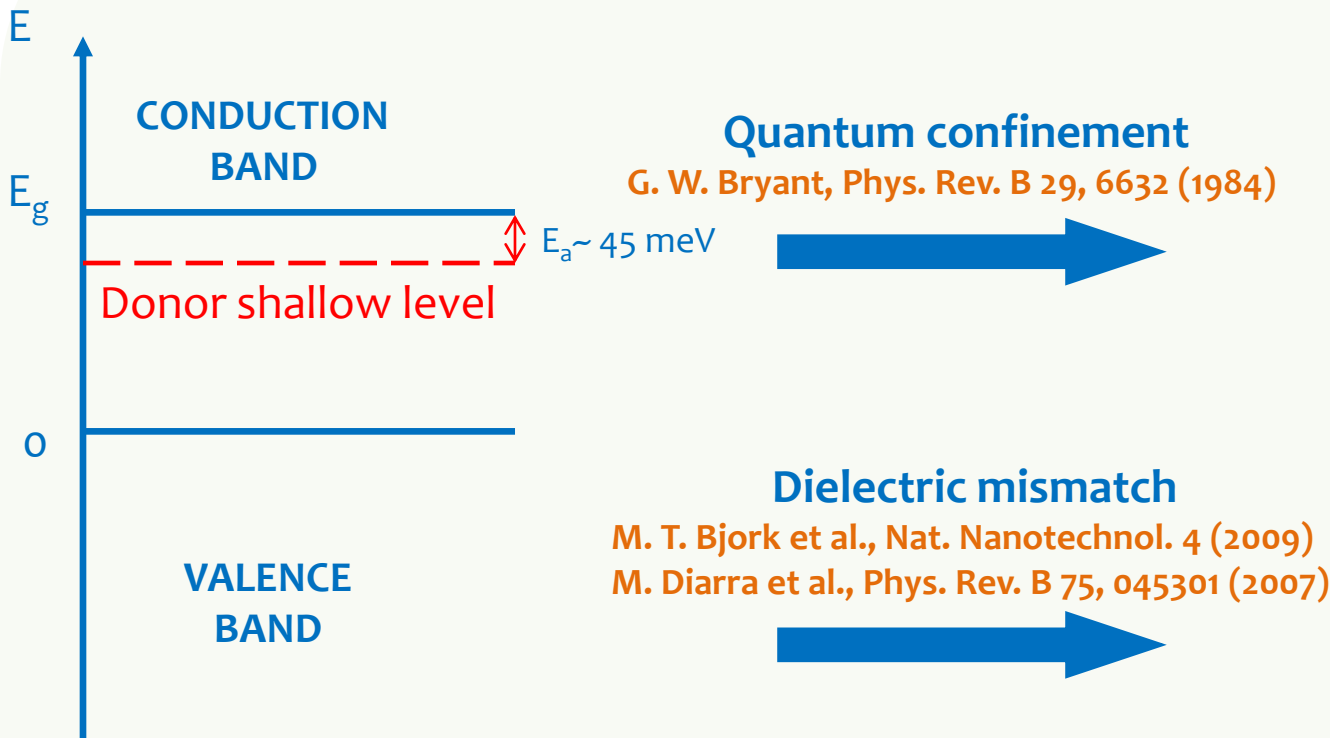 E
CONDUCTION
BAND
Eg
Ea~ 45 meV
Donor shallow level
0
VALENCE
BAND
Quantum confinement
G. W. Bryant, Phys. Rev. B 29, 6632 (1984)
Dielectric mismatch
M. T. Bjork et al., Nat. Nanotechnol. 4 (2009)
M. Diarra et al., Phys. Rev. B 75, 045301 (2007)